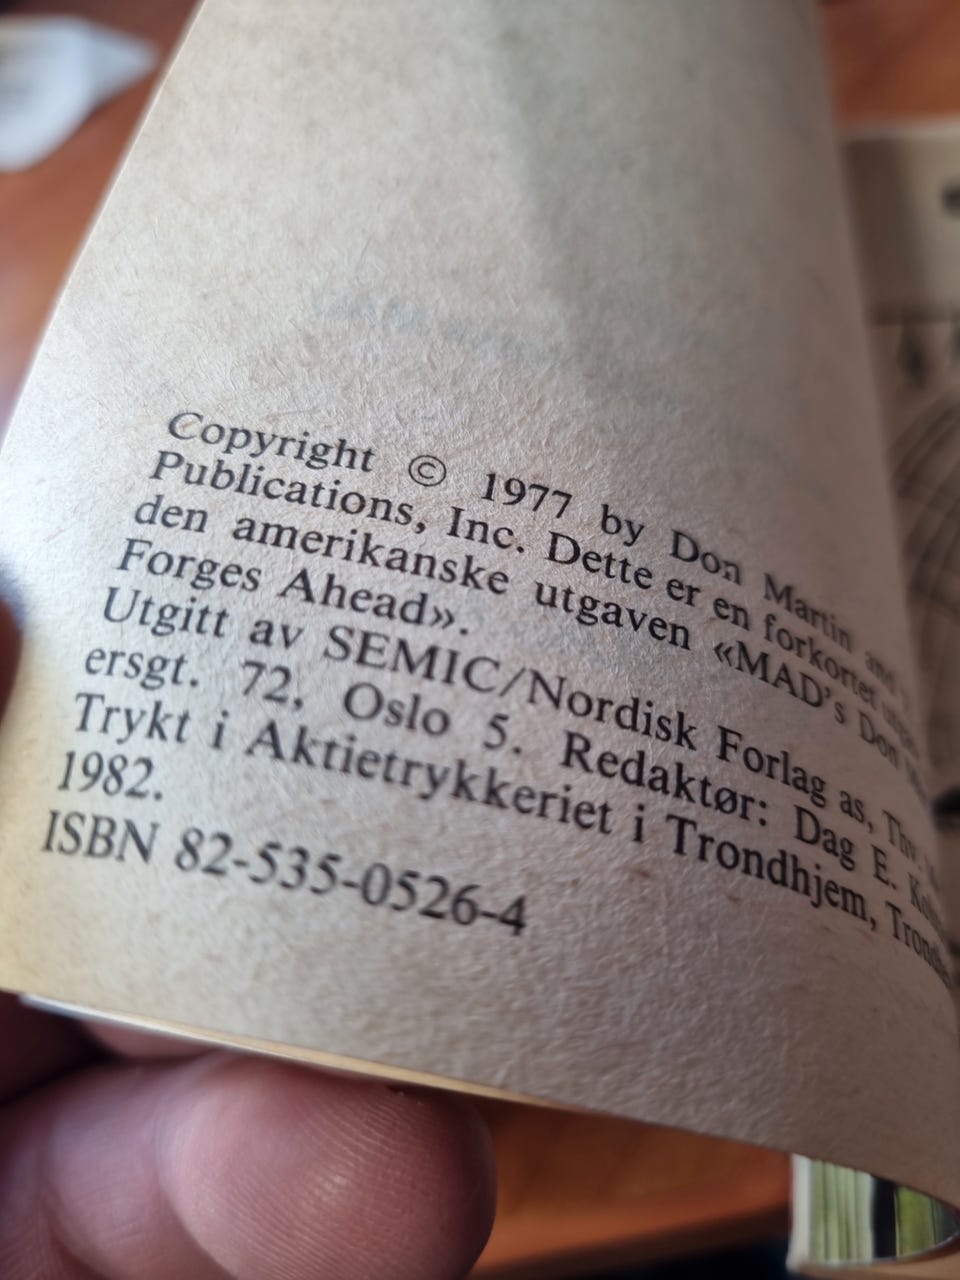 Copyright © 1977 by Don Martin and
Publications, Inc. Dette er en forkortet
den amerikanske utgaven «MAD's Don
Forges Ahead».
Utgitt av SEMIC/Nordisk Forlag as, Thv.
ersgt. 72, Oslo 5. Redaktør: Dag E.
Trykt i Aktietrykkeriet i Trondhjem,
1982.
ISBN 82-535-0526-4